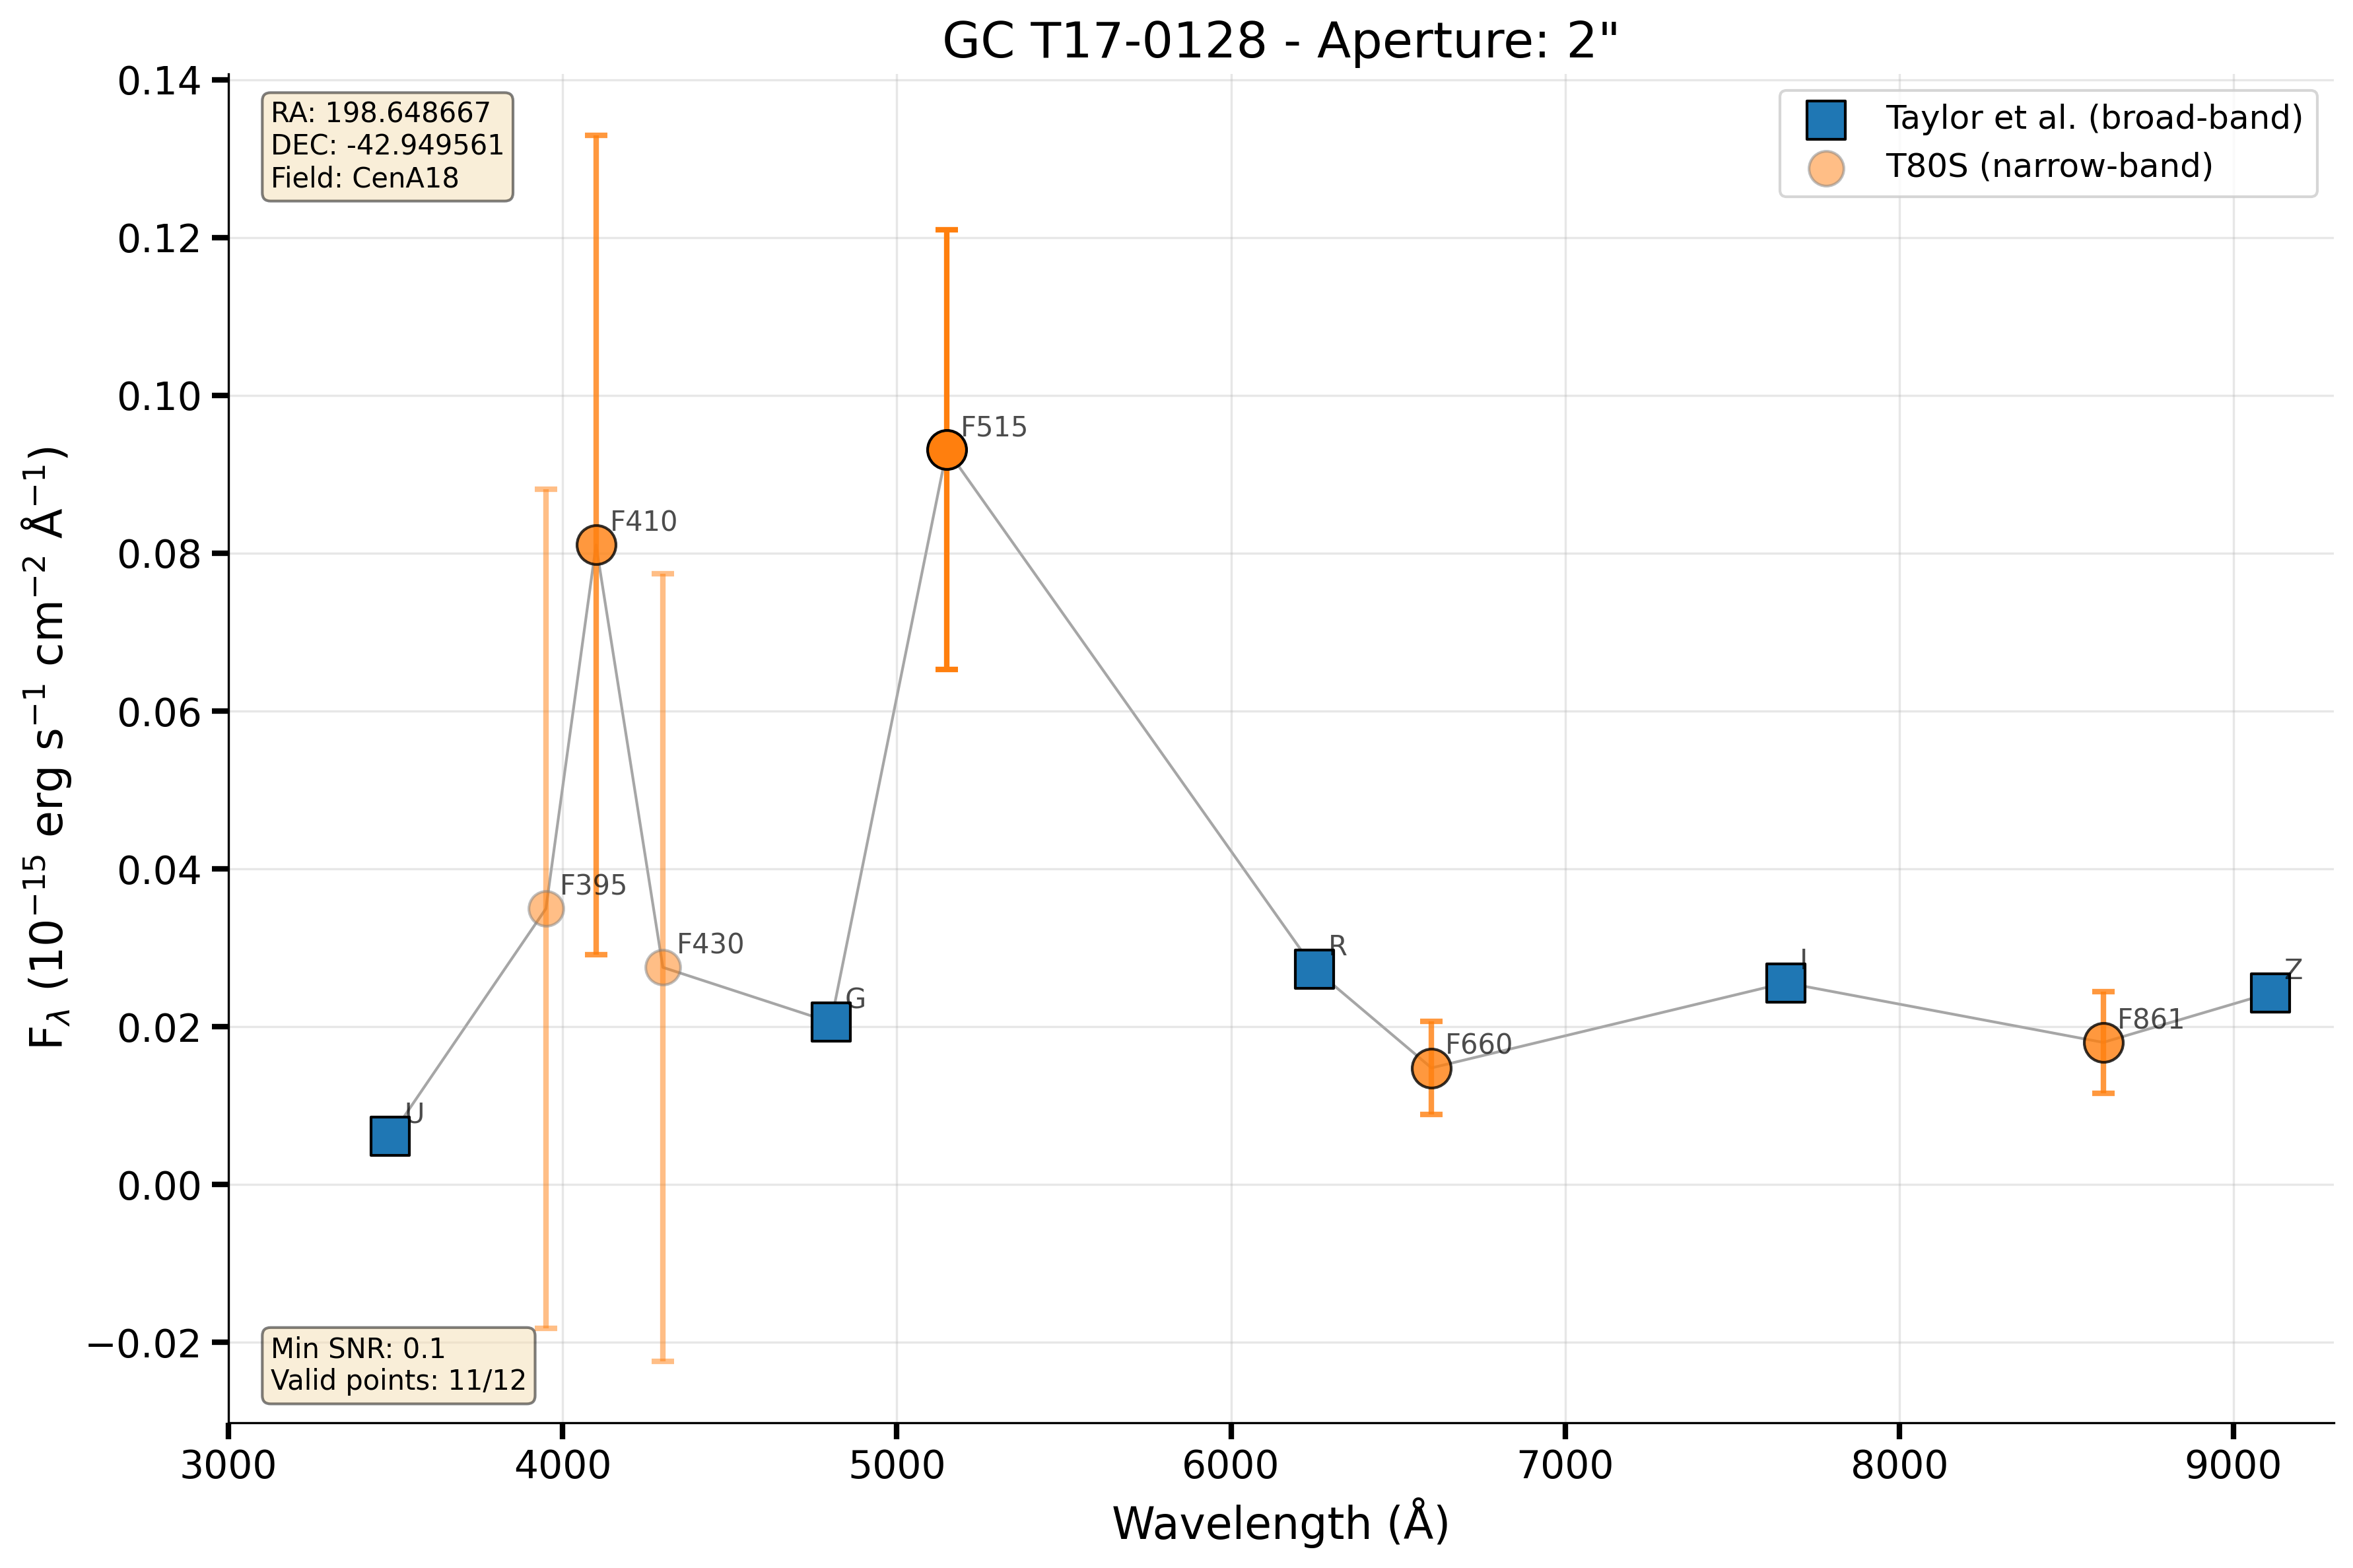 GC T17-0128 - Aperture: 2"
RA: 198.648667
DEC: -42.949561
Field: CenA18
Taylor et al. (broad-band)
T80S (narrow-band)
0.14
0.12
0.10
0.08
0.06
0.04
0.02
0.00
−0.02
F$_λ$ (10$^{−15}$ erg s$^{−1}$ cm$^{−2}$ Å$^{−1}$)
F515
F410
F395
F430
U
G
R
F660
I
F861
Z
Min SNR: 0.1
Valid points: 11/12
3000 4000 5000 6000 7000 8000 9000
Wavelength (Å)